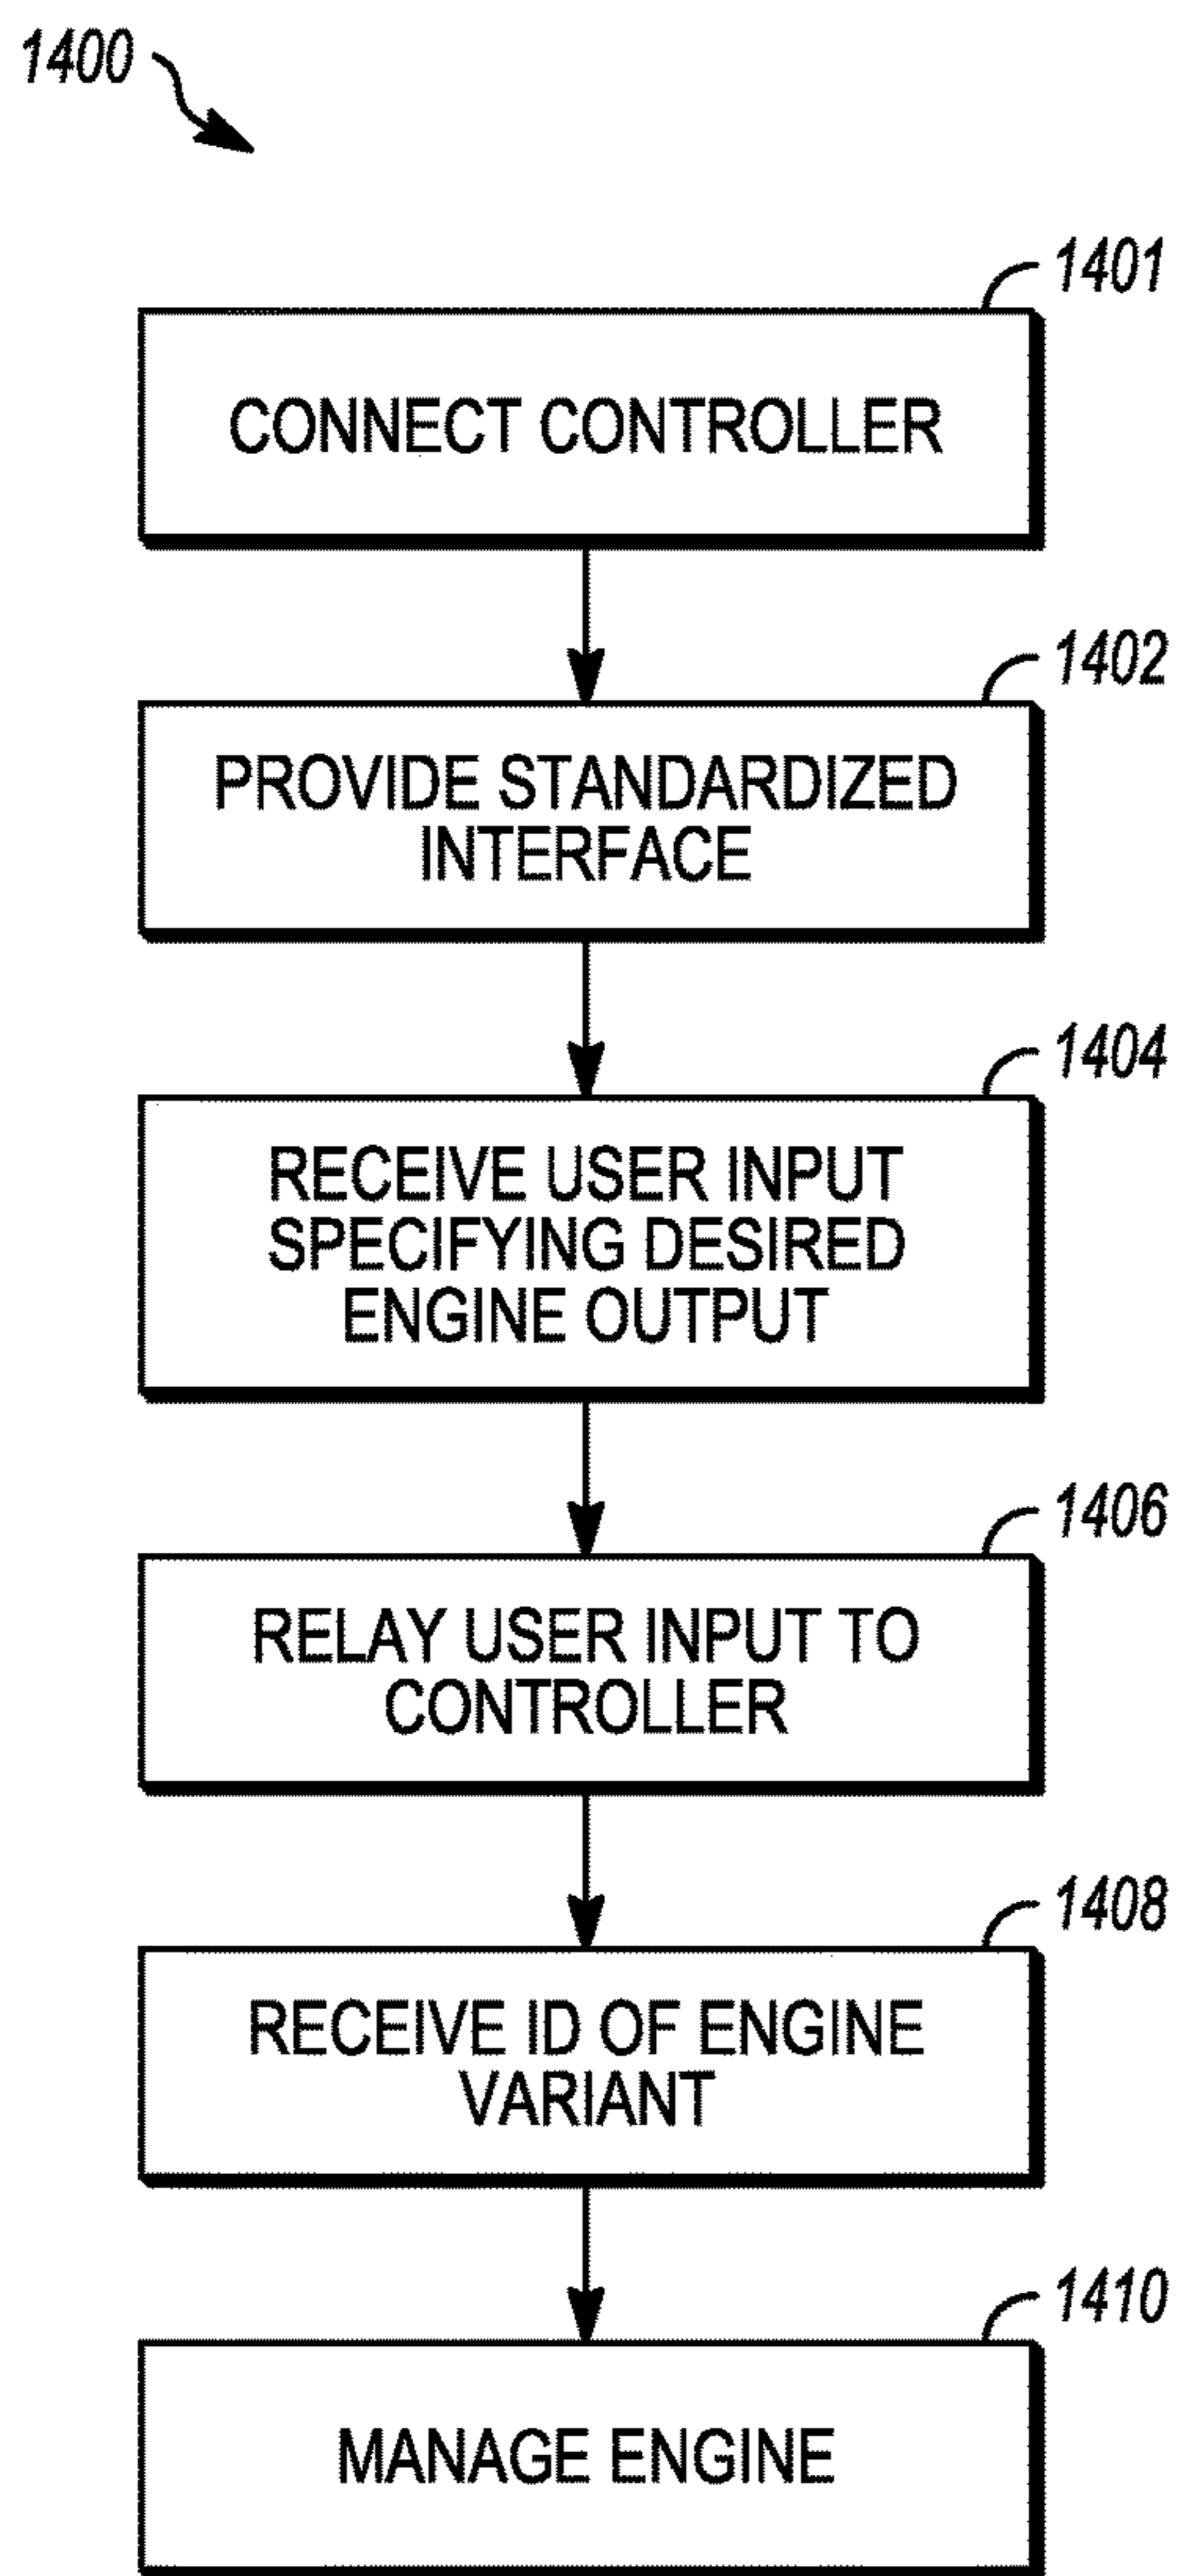 1400
1401
CONNECT CONTROLLER
1402
PROVIDE STANDARDIZED
INTERFACE
1404
RECEIVE USER INPUT
SPECIFYING DESIRED
ENGINE OUTPUT
1406
RELAY USER INPUT TO
CONTROLLER
1408
RECEIVE ID OF ENGINE
VARIANT
1410
MANAGE ENGINE